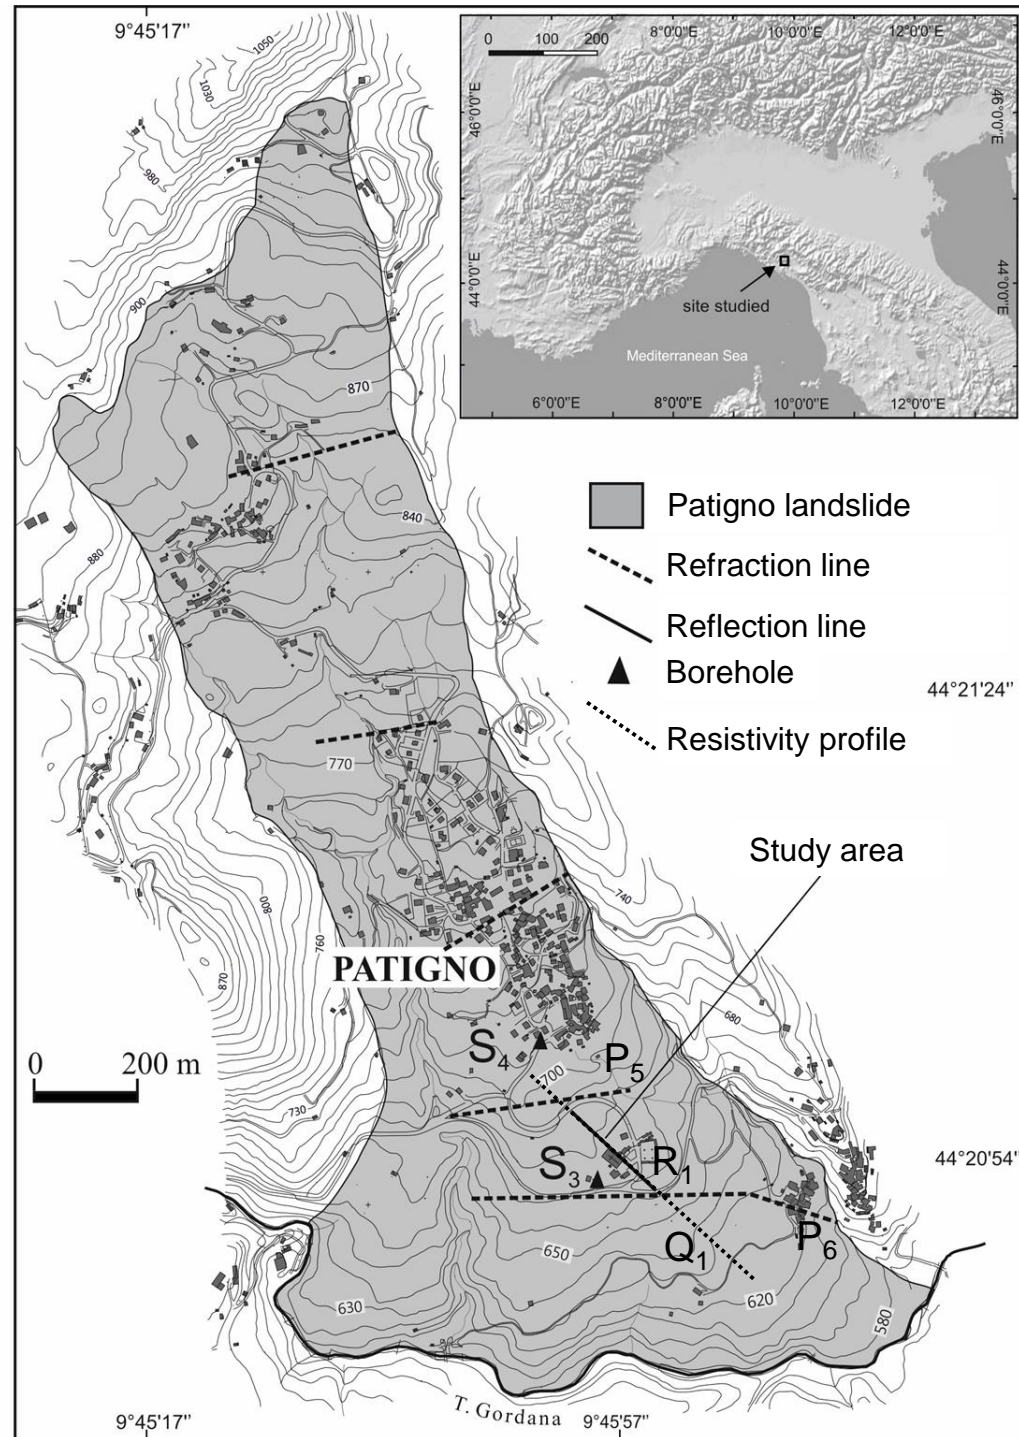 9°45'17''
1050
1030
980
900
870
840
880
770
800
760
870
740
680
730
700
650
630
620
580
0 100 200
8°0'0"E
10°0'0"E
12°0'0"E
46°0'0"E
46°0'0"E
44°0'0"E
44°0'0"E
site studied
Mediterranean Sea
6°0'0"E
8°0'0"E
10°0'0"E
12°0'0"E
Patigno landslide
Refraction line
Reflection line
Borehole
44°21'24''
Resistivity profile
Study area
PATIGNO
S4
P5
0 200 m
S3
R1
44°20'54''
Q1
P6
T. Gordana
9°45'17''
9°45'57''